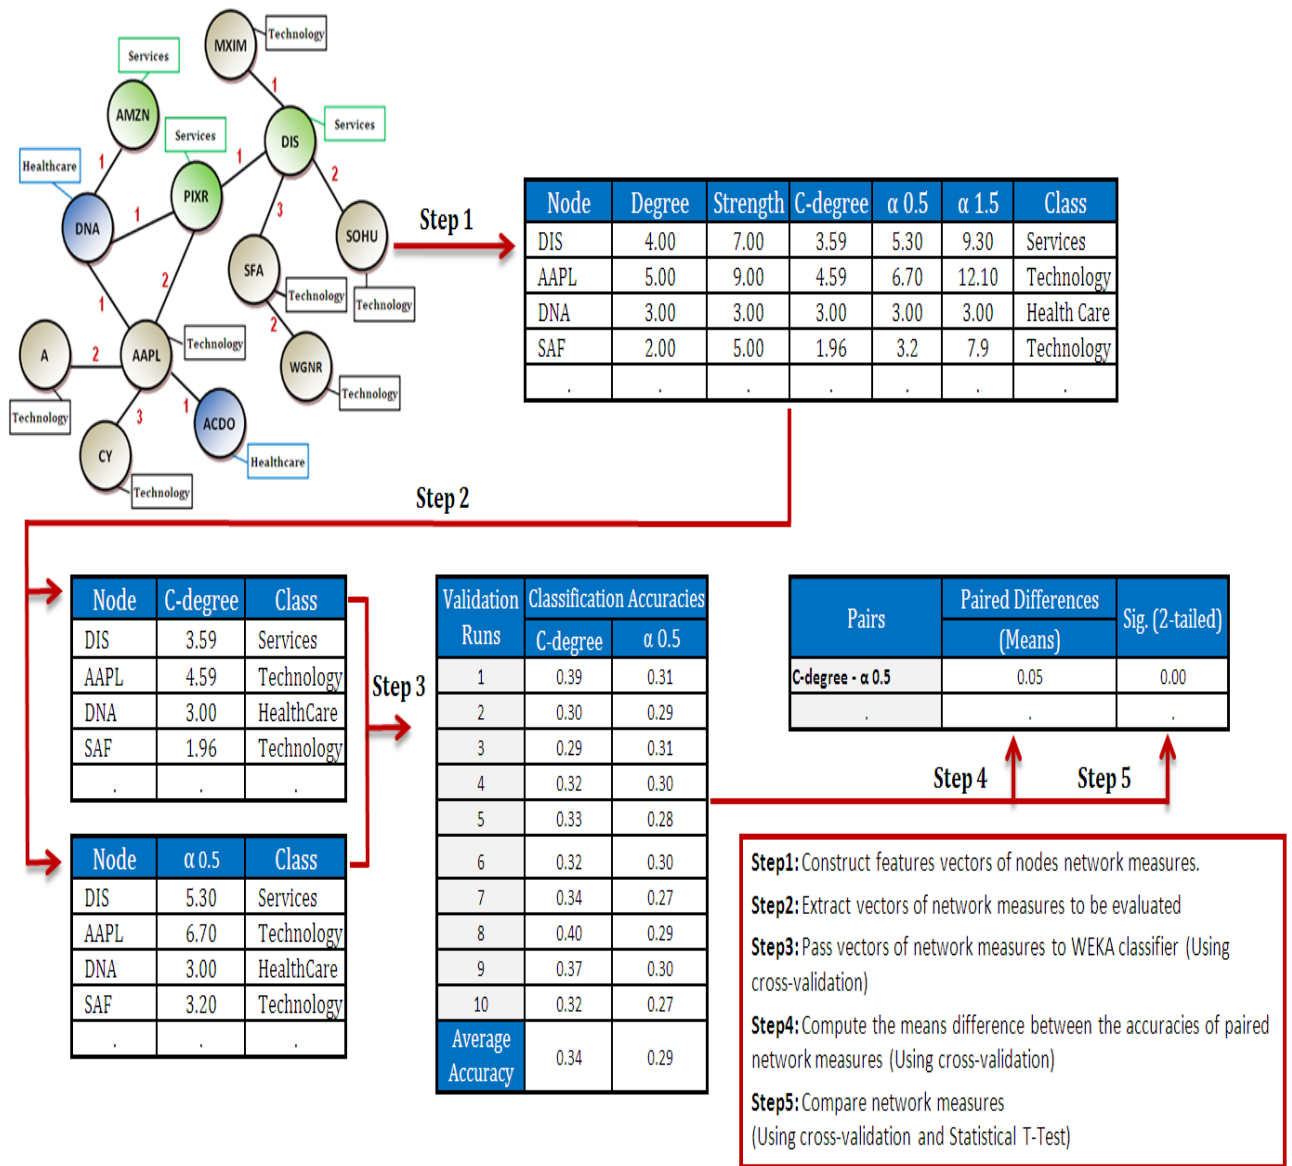 MXIM
Technology
1
Services
AMZN
Services
DIS
Services
1
2
Healthcare
1
PIXR
DNA
1
3
SOHU
SFA
Technology
Technology
2
1
2
WGNR
Technology
A
2
AAPL
Technology
Technology
3
1
ACDO
CY
Healthcare
Technology
Step 1
Node Degree Strength C-degree α 0.5 α 1.5 Class
DIS 4.00 7.00 3.59 5.30 9.30 Services
AAPL 5.00 9.00 4.59 6.70 12.10 Technology
DNA 3.00 3.00 3.00 3.00 3.00 Health Care
SAF 2.00 5.00 1.96 3.2 7.9 Technology
. . . . .
Step 2
Node C-degree Class
DIS 3.59 Services
AAPL 4.59 Technology
DNA 3.00 HealthCare
SAF 1.96 Technology
. . .
Node α 0.5 Class
DIS 5.30 Services
AAPL 6.70 Technology
DNA 3.00 HealthCare
SAF 3.20 Technology
. . .
Step 3
Validation Runs Classification Accuracies
C-degree α 0.5
1 0.39 0.31
2 0.30 0.29
3 0.29 0.31
4 0.32 0.30
5 0.33 0.28
6 0.32 0.30
7 0.34 0.27
8 0.40 0.29
9 0.37 0.30
10 0.32 0.27
Average Accuracy 0.34 0.29
Pairs Paired Differences (Means) Sig. (2-tailed)
C-degree - α 0.5 0.05 0.00
. . .
Step 4
Step 5
Step1: Construct features vectors of nodes network measures.
Step2: Extract vectors of network measures to be evaluated
Step3: Pass vectors of network measures to WEKA classifier (Using
cross-validation)
Step4: Compute the means difference between the accuracies of paired
network measures (Using cross-validation)
Step5: Compare network measures
(Using cross-validation and Statistical T-Test)